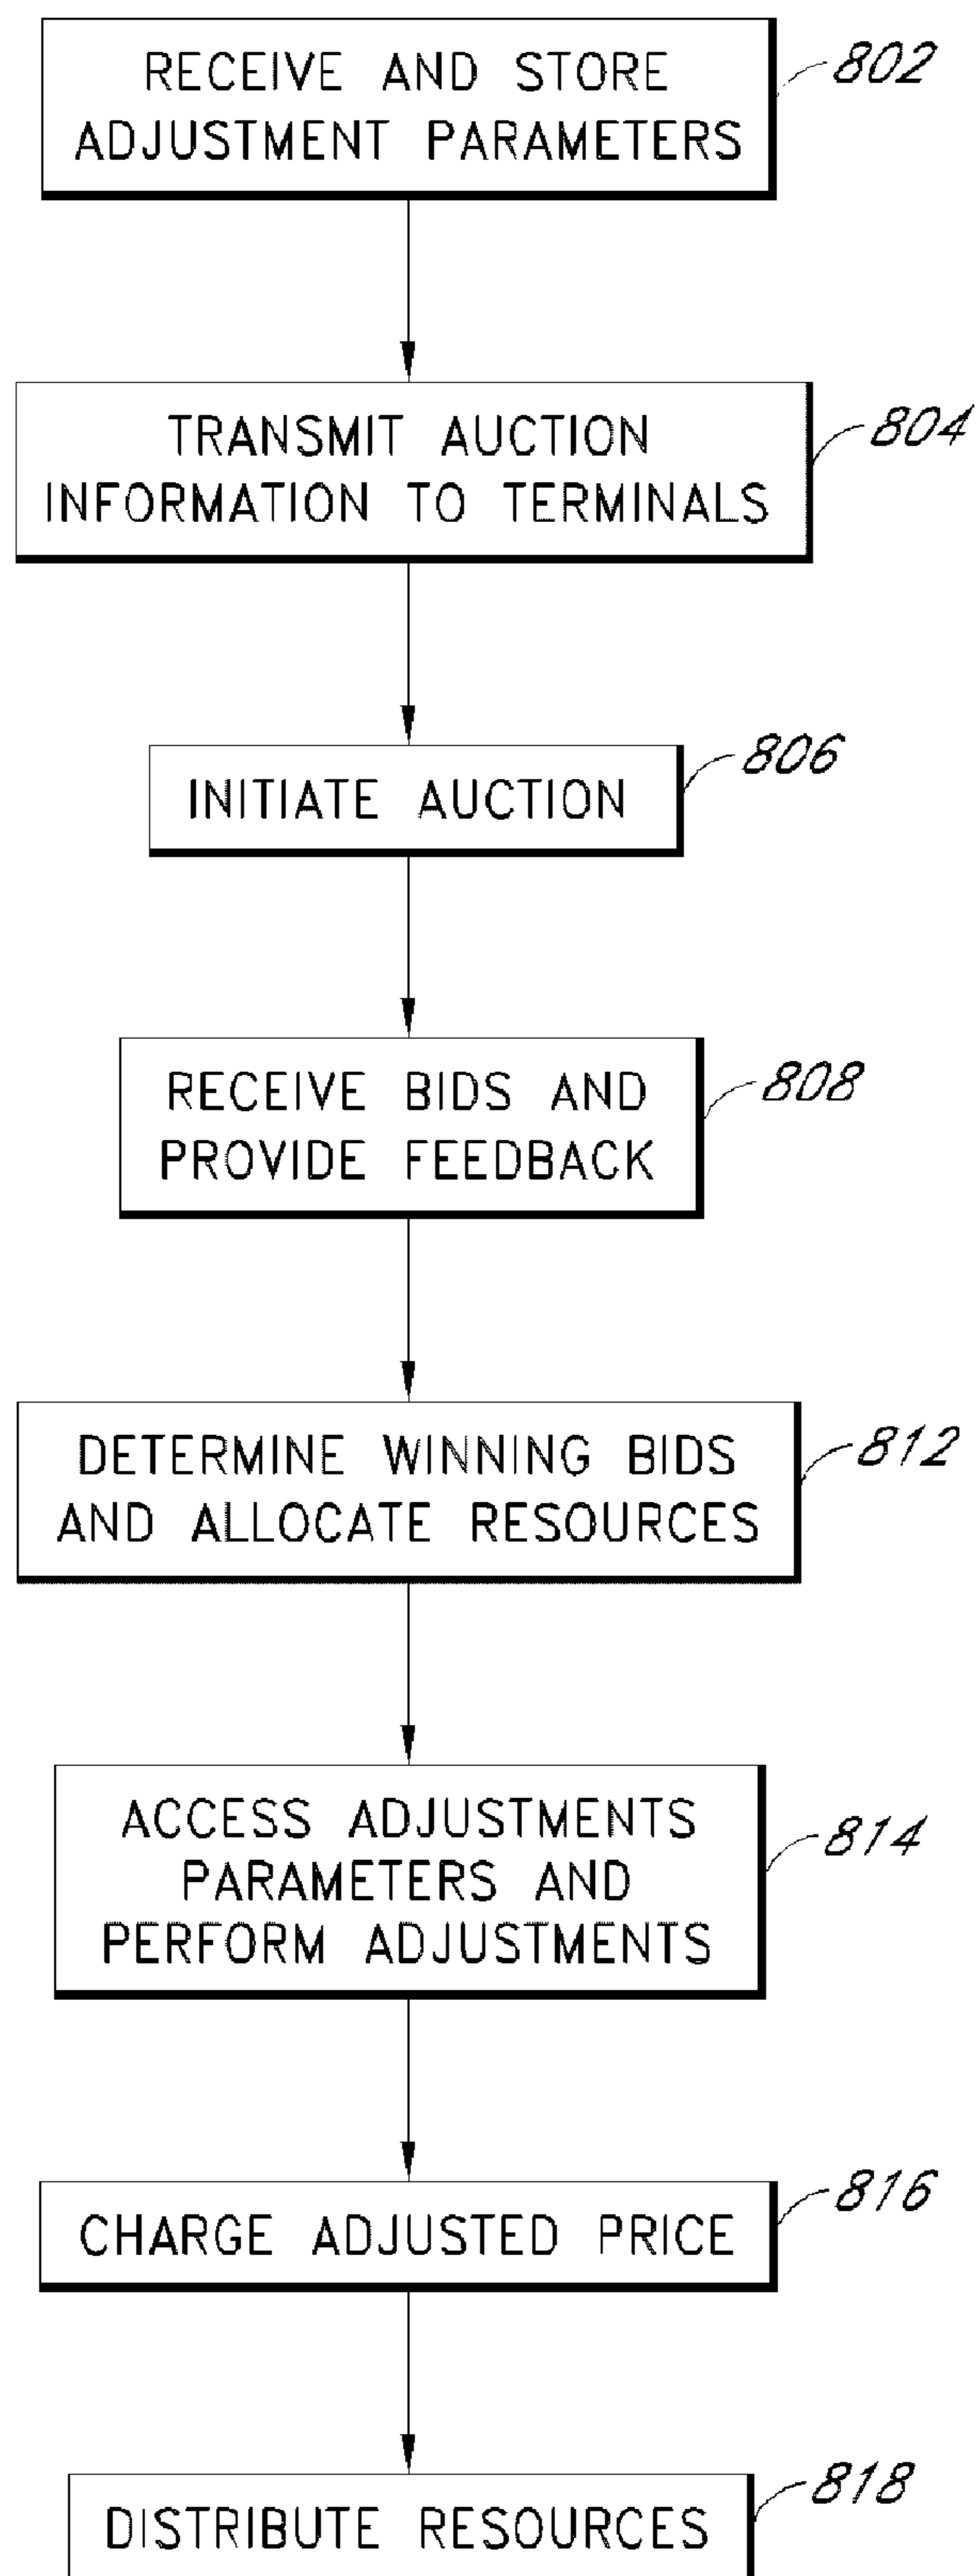 RECEIVE AND STORE
ADJUSTMENT PARAMETERS
802
TRANSMIT AUCTION
INFORMATION TO TERMINALS
804
INITIATE AUCTION
806
RECEIVE BIDS AND
PROVIDE FEEDBACK
808
DETERMINE WINNING BIDS
AND ALLOCATE RESOURCES
812
ACCESS ADJUSTMENTS
PARAMETERS AND
PERFORM ADJUSTMENTS
814
CHARGE ADJUSTED PRICE
816
DISTRIBUTE RESOURCES
818